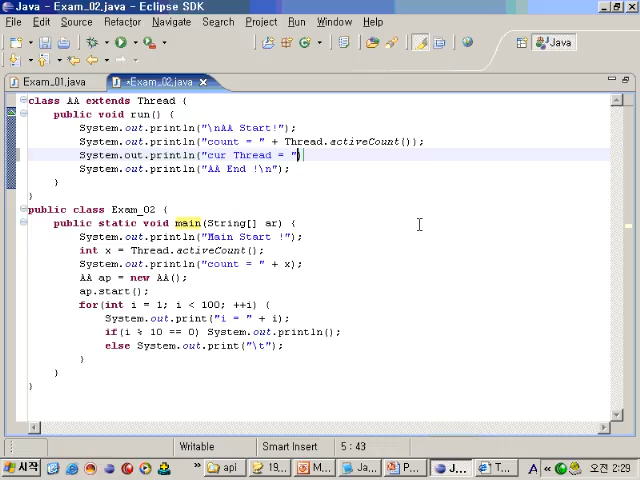 Java - Exam_02.java - Eclipse SDK
File Edit Source Refactor Navigate Search Project Run Window Help
Java
Exam_01.java *Exam_02.java
class AA extends Thread {
public void run() {
System.out.println("\nAA Start!");
System.out.println("count = " + Thread.activeCount());
System.out.println("cur Thread = ")
System.out.println("AA End !\n");
}
}
public class Exam_02 {
public static void main(String[] ar) {
System.out.println("Main Start !");
int x = Thread.activeCount();
System.out.println("count = " + x);
AA ap = new AA();
ap.start();
for(int i = 1; i < 100; ++i) {
System.out.print("i = " + i);
if(i % 10 == 0) System.out.println();
else System.out.print("\t");
}
}
}
Writable Smart Insert 5 : 43
시작 » api 19... M... Ja... P... J... T... A 2:29